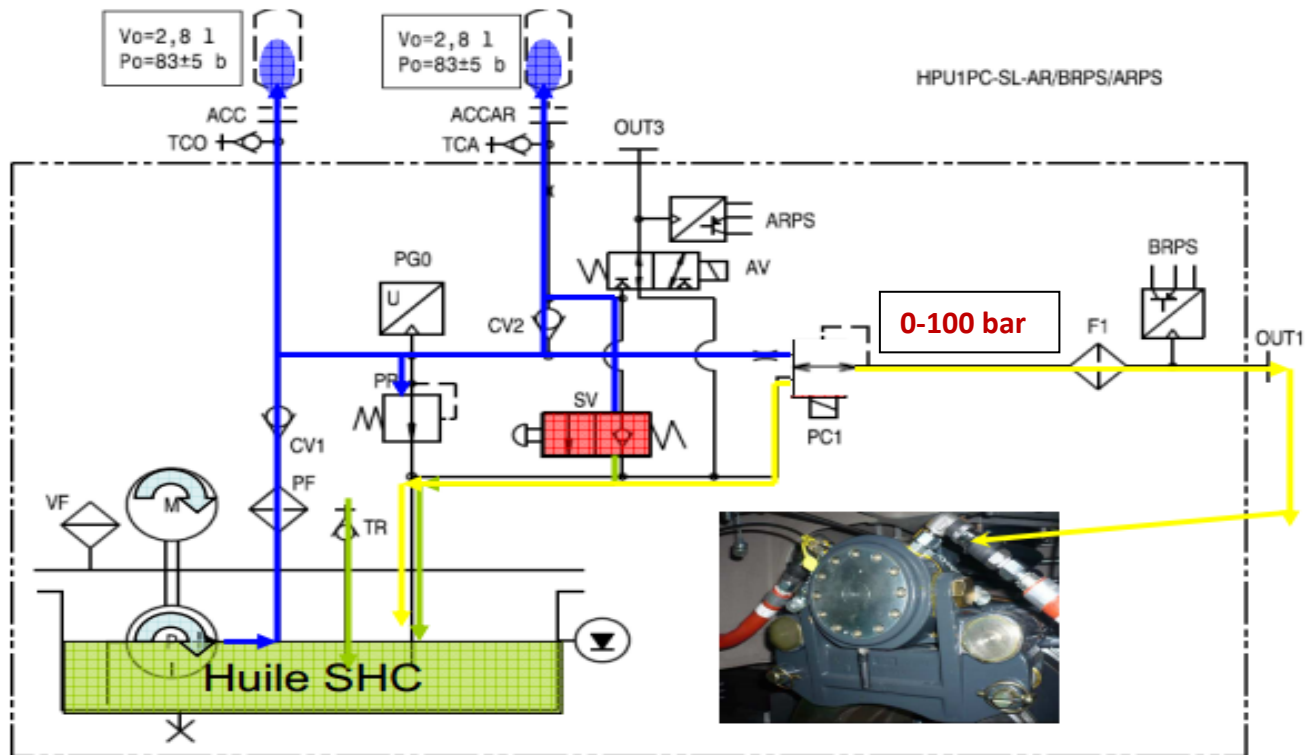 Vo=2,8 l
Po=83±5 b
Vo=2,8 l
Po=83±5 b
HPU1PC-SL-AR/BRPS/ARPS
ACC
ACCAR
TCO
TCA
OUT3
ARPS
PG0
U
AV
BRPS
CV2
0-100 bar
F1
OUT1
PR
SV
PC1
CV1
PF
VF
M
TR
P
Huile SHC